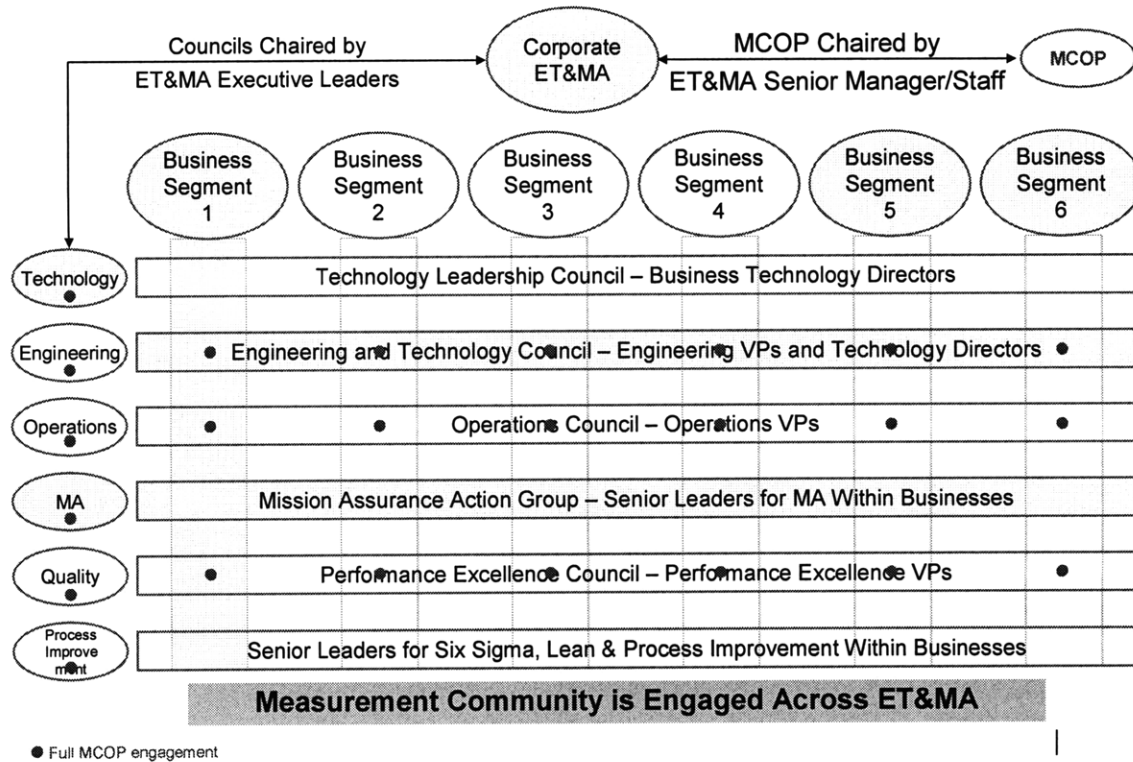 Councils Chaired by
ET&MA Executive Leaders
Corporate
ET&MA
MCOP Chaired by
ET&MA Senior Manager/Staff
MCOP
Business
Segment
1
Business
Segment
2
Business
Segment
3
Business
Segment
4
Business
Segment
5
Business
Segment
6
Technology
Technology Leadership Council – Business Technology Directors
Engineering
Engineering and Technology Council – Engineering VPs and Technology Directors
Operations
Operations Council – Operations VPs
MA
Mission Assurance Action Group – Senior Leaders for MA Within Businesses
Quality
Performance Excellence Council – Performance Excellence VPs
Process
Improve
ment
Senior Leaders for Six Sigma, Lean & Process Improvement Within Businesses
Measurement Community is Engaged Across ET&MA
Full MCOP engagement